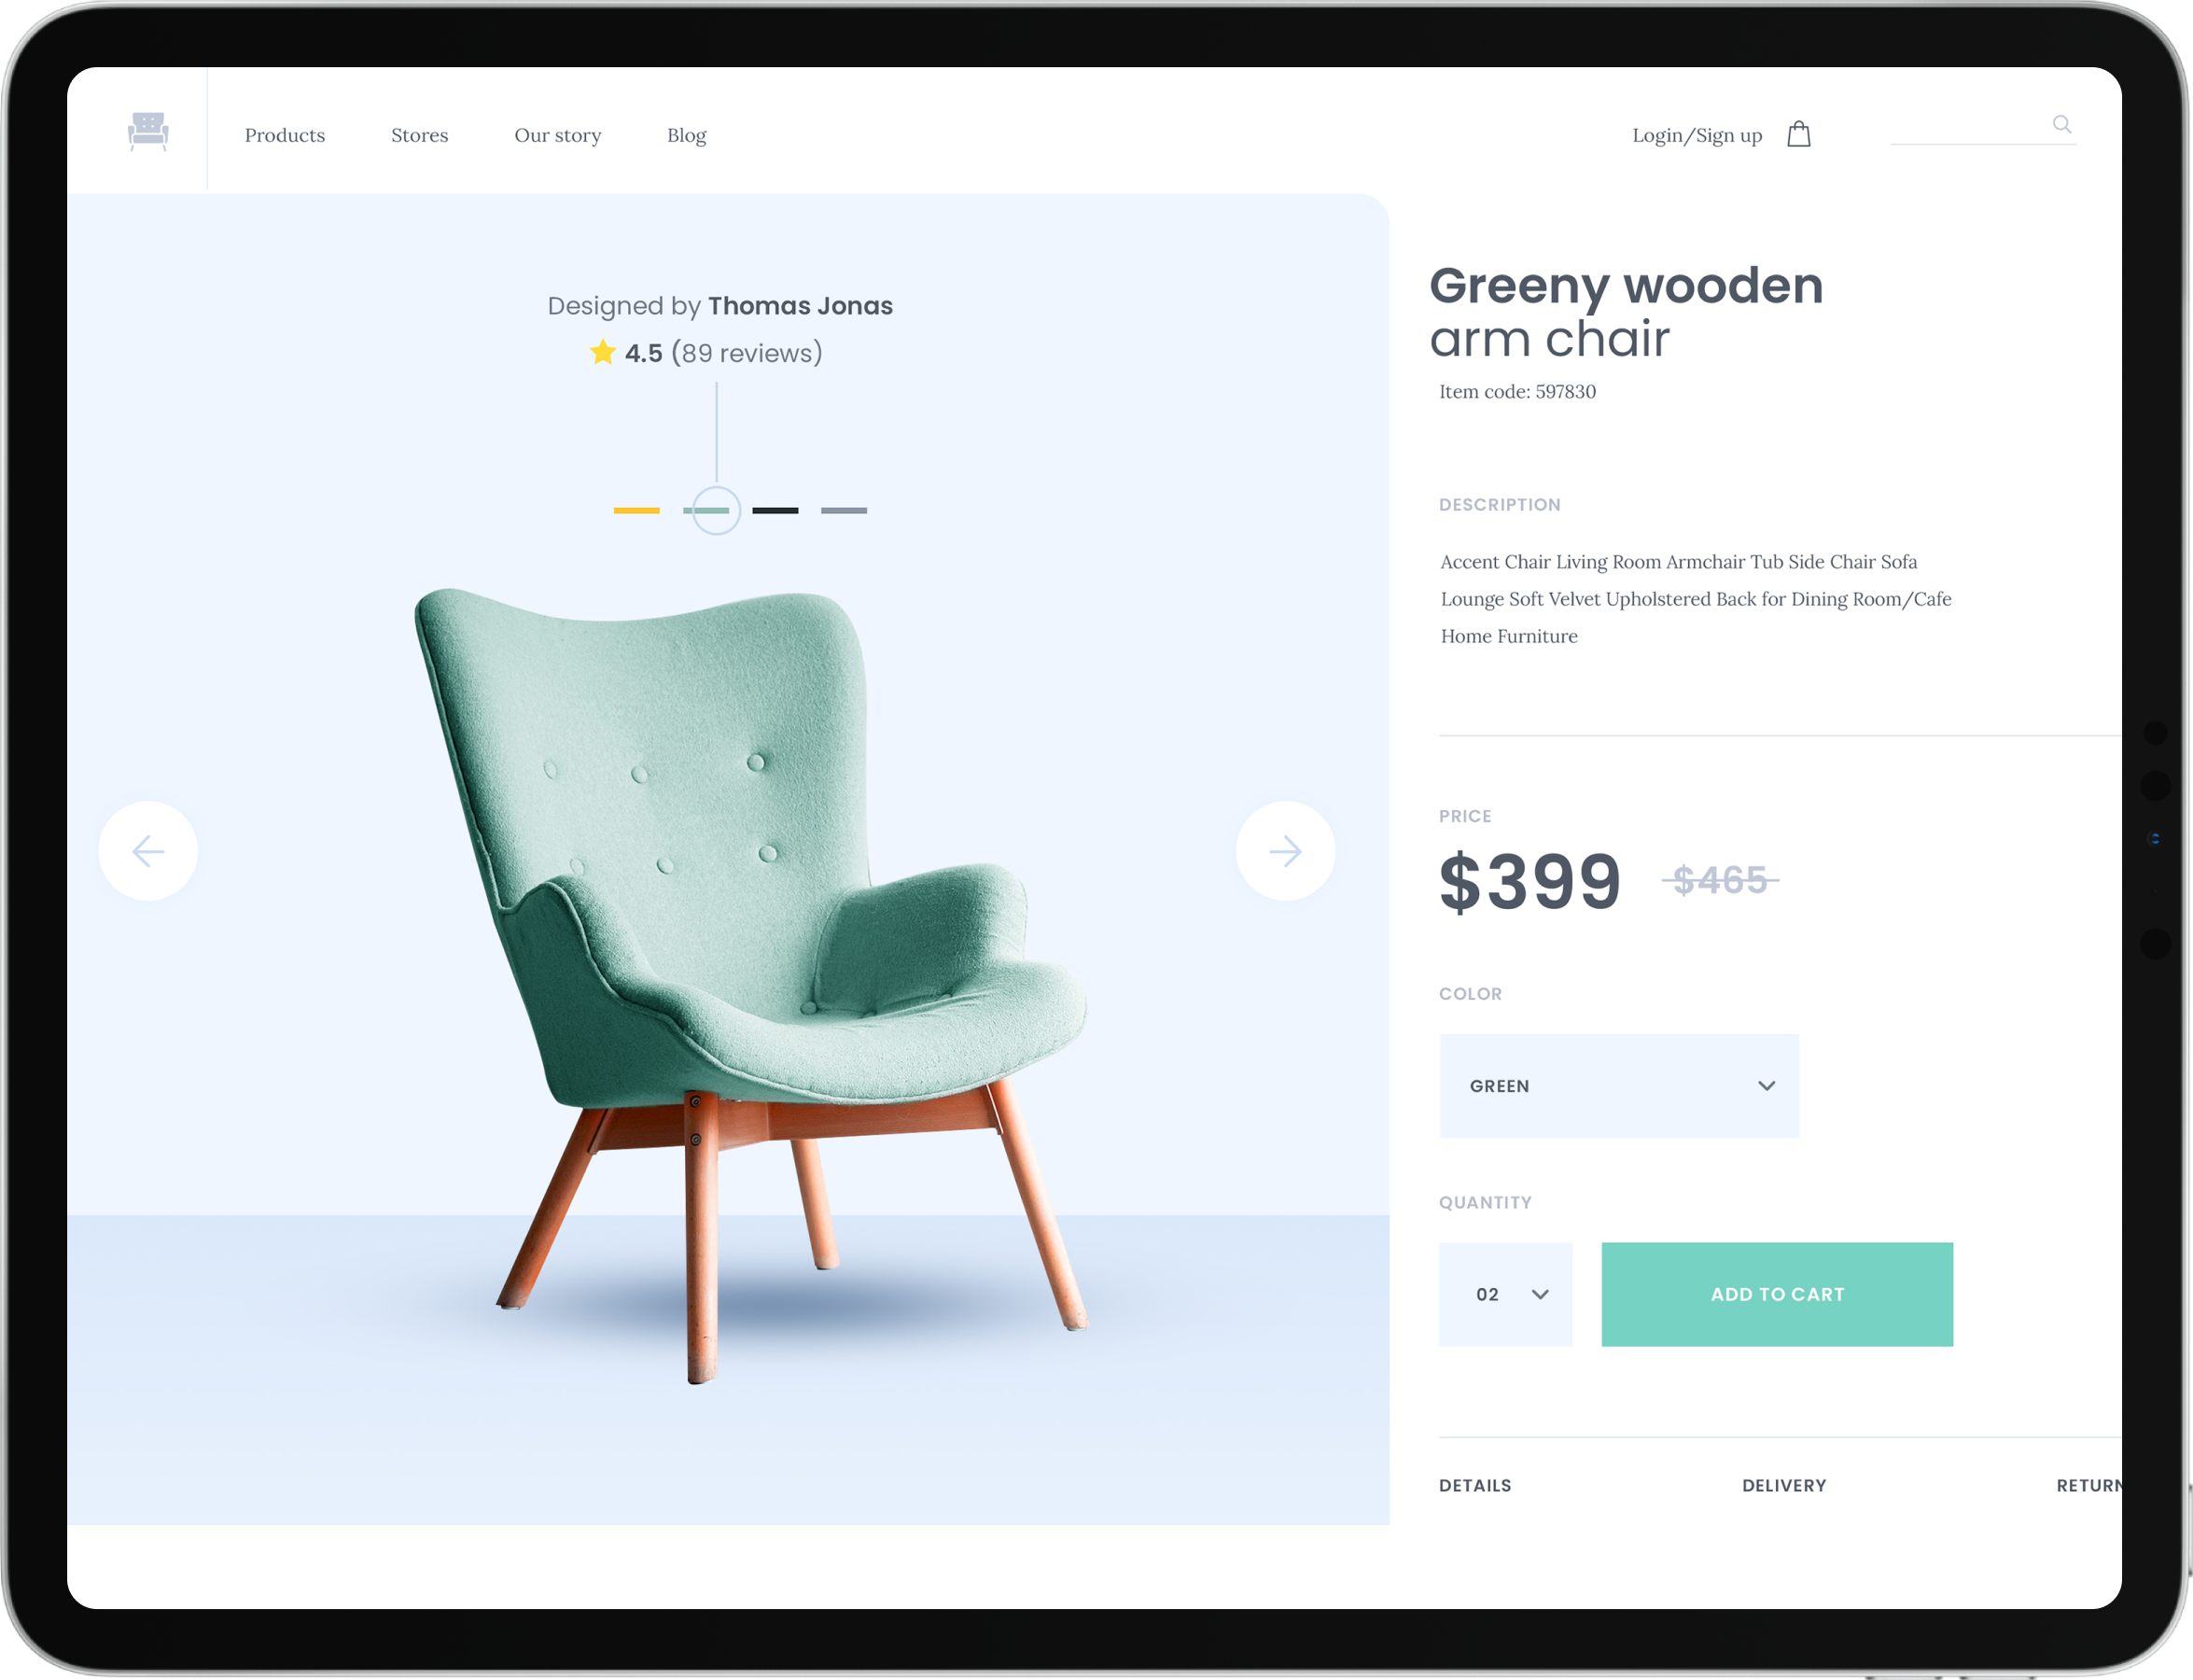 Products Stores Our story Blog Login/Sign up
Designed by Thomas Jonas
4.5 (89 reviews)
Greeny wooden
arm chair
Item code: 597830
DESCRIPTION
Accent Chair Living Room Armchair Tub Side Chair Sofa
Lounge Soft Velvet Upholstered Back for Dining Room/Cafe
Home Furniture
PRICE
$399 $465
COLOR
GREEN
QUANTITY
02 ADD TO CART
DETAILS DELIVERY RETURN